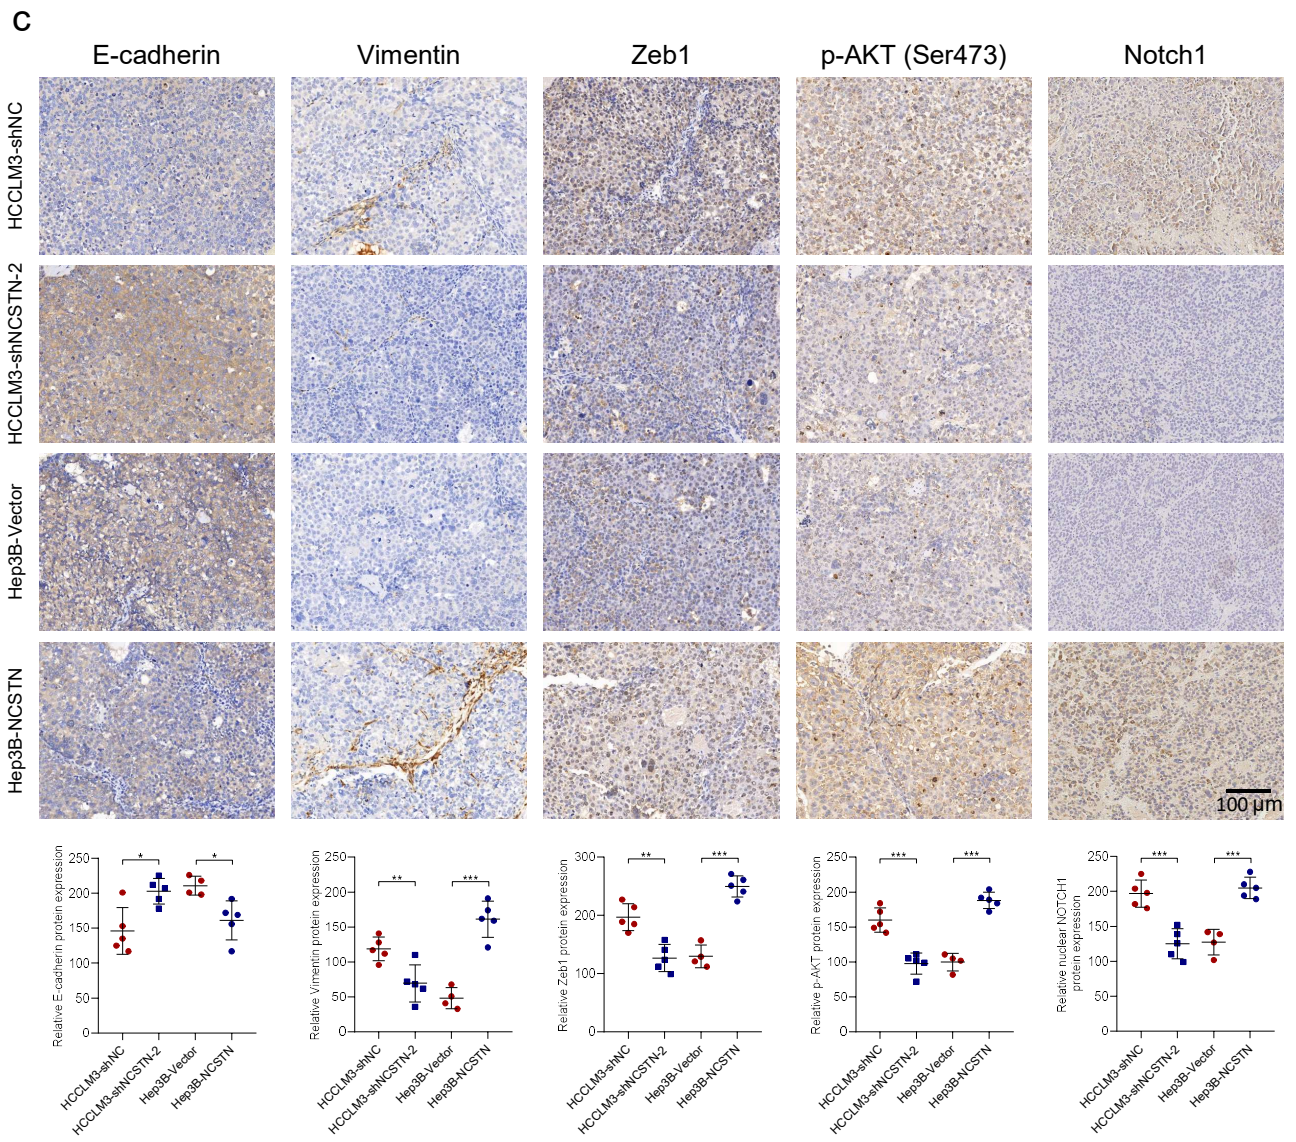 C
E-cadherin Vimentin Zeb1 p-AKT (Ser473) Notch1
HCCLM3-shNC
HCCLM3-shNCSTN-2
Hep3B-Vector
Hep3B-NCSTN
100 µm
Relative E-cadherin protein expression
250
200
150
100
50
0
* *
HCCLM3-shNC
HCCLM3-shNCSTN-2
Hep3B-Vector
Hep3B-NCSTN
Relative Vimentin protein expression
250
200
150
100
50
0
** ***
HCCLM3-shNC
HCCLM3-shNCSTN-2
Hep3B-Vector
Hep3B-NCSTN
Relative Zeb1 protein expression
300
200
100
0
** ***
HCCLM3-shNC
HCCLM3-shNCSTN-2
Hep3B-Vector
Hep3B-NCSTN
Relative p-AKT protein expression
250
200
150
100
50
0
*** ***
HCCLM3-shNC
HCCLM3-shNCSTN-2
Hep3B-Vector
Hep3B-NCSTN
Relative nuclear NOTCH1
protein expression
250
200
150
100
50
0
*** ***
HCCLM3-shNC
HCCLM3-shNCSTN-2
Hep3B-Vector
Hep3B-NCSTN